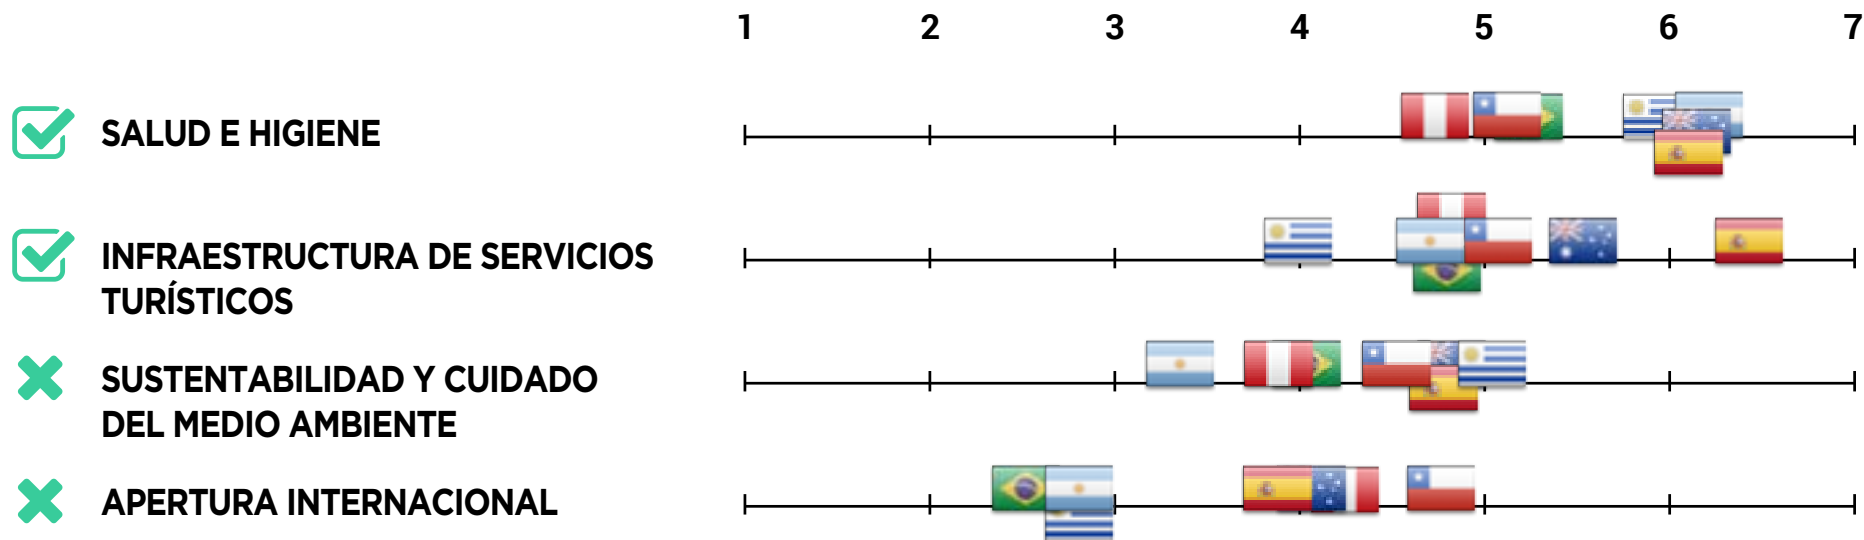 1 2 3 4 5 6 7
SALUD E HIGIENE
INFRAESTRUCTURA DE SERVICIOS
TURÍSTICOS
SUSTENTABILIDAD Y CUIDADO
DEL MEDIO AMBIENTE
APERTURA INTERNACIONAL